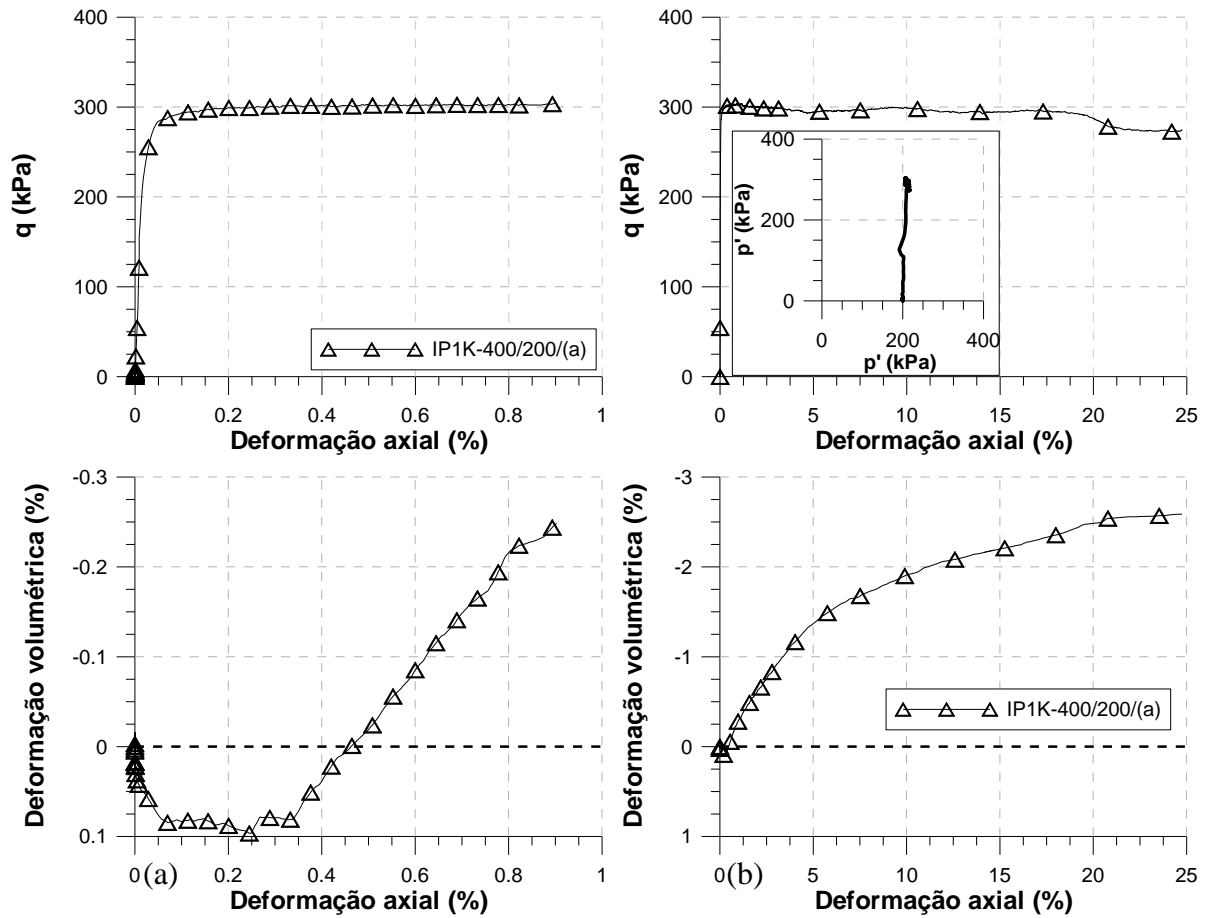 400
300
200
100
0
q (kPa)
IP1K-400/200/(a)
0 0.2 0.4 0.6 0.8 1
Deformação axial (%)
400
300
200
100
0
q (kPa)
400
200
0
p' (kPa)
0 200 400
p' (kPa)
0 5 10 15 20 25
Deformação axial (%)
-0.3
-0.2
-0.1
0
0.1
Deformação volumétrica (%)
0 0.2 0.4 0.6 0.8 1
(a)
Deformação axial (%)
-3
-2
-1
0
1
Deformação volumétrica (%)
IP1K-400/200/(a)
0 5 10 15 20 25
(b)
Deformação axial (%)